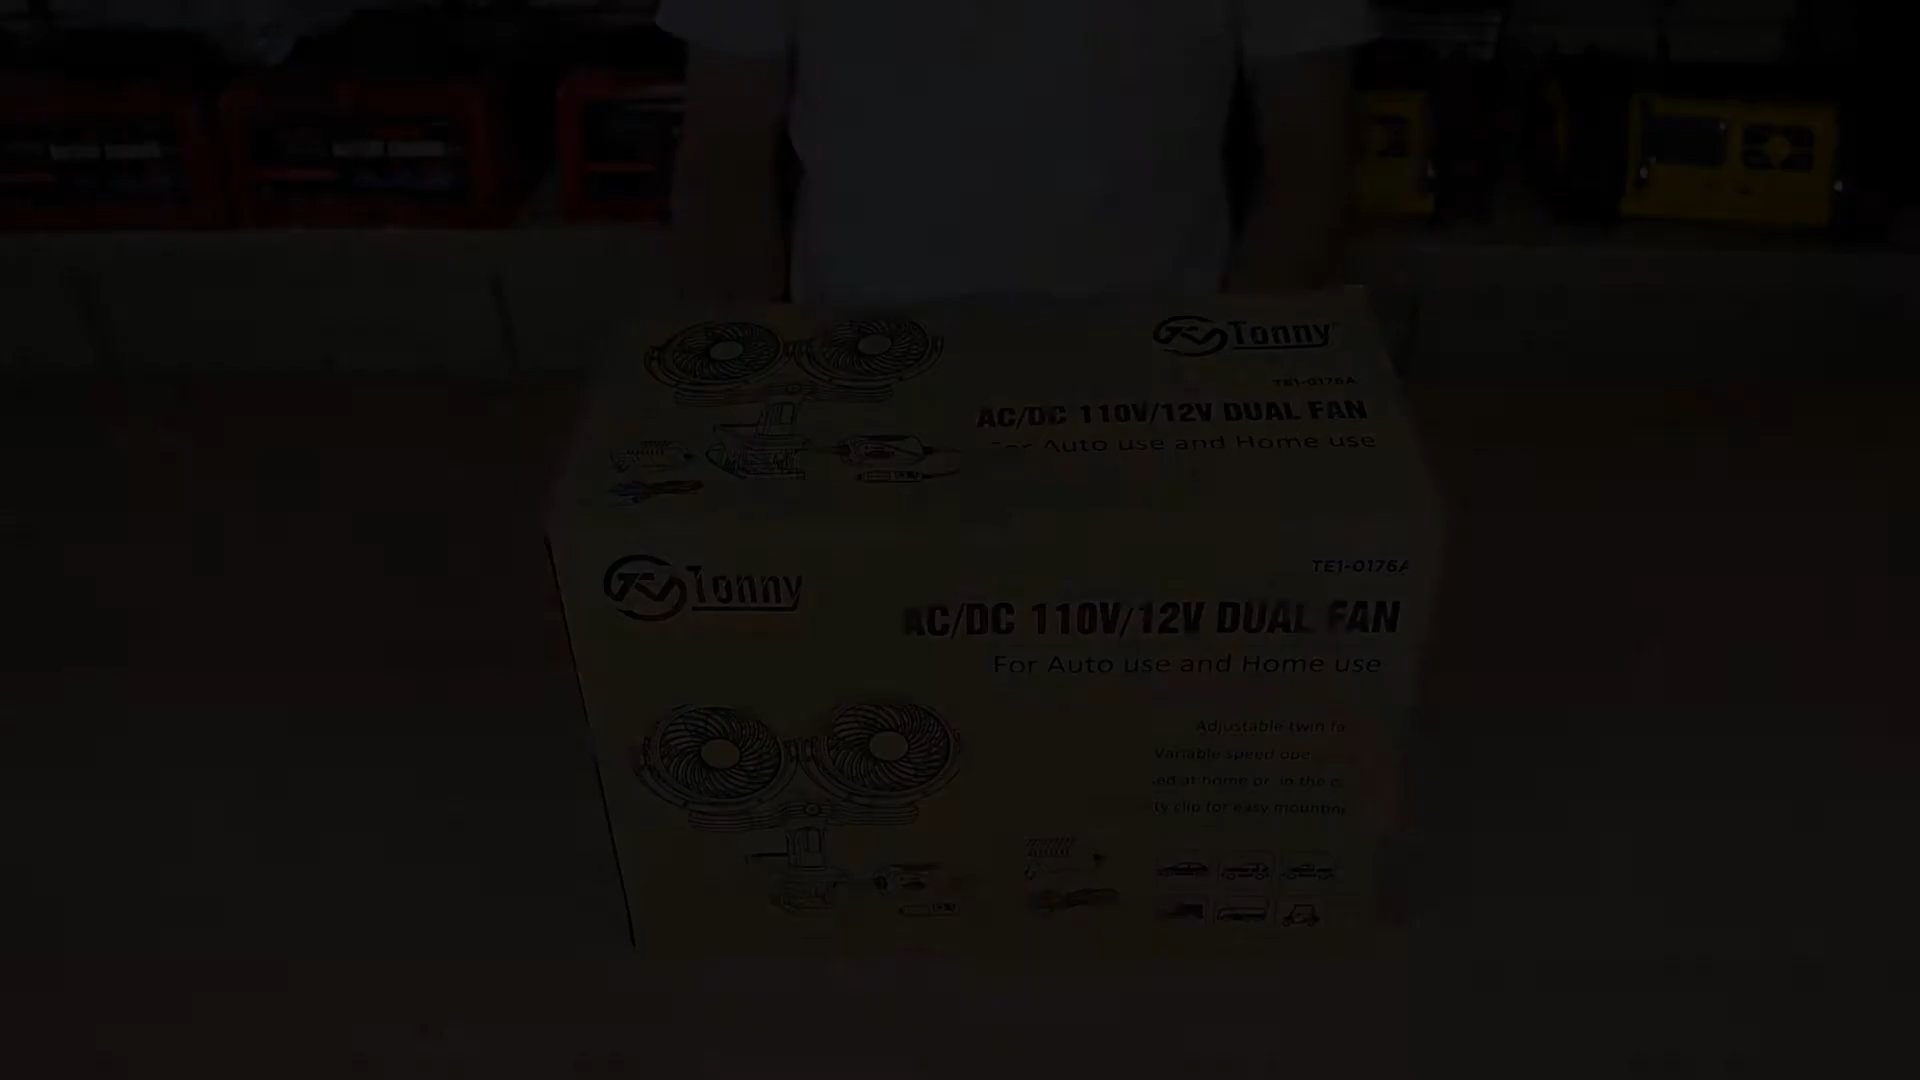 Tonny
TE1-0176A
AC/DC 110V/12V DUAL FAN
Auto use and Home use
Tonny
TE1-0176A
AC/DC 110V/12V DUAL FAN
For Auto use and Home use
Adjustable twin
Variable speed
at home or in the
clip for easy